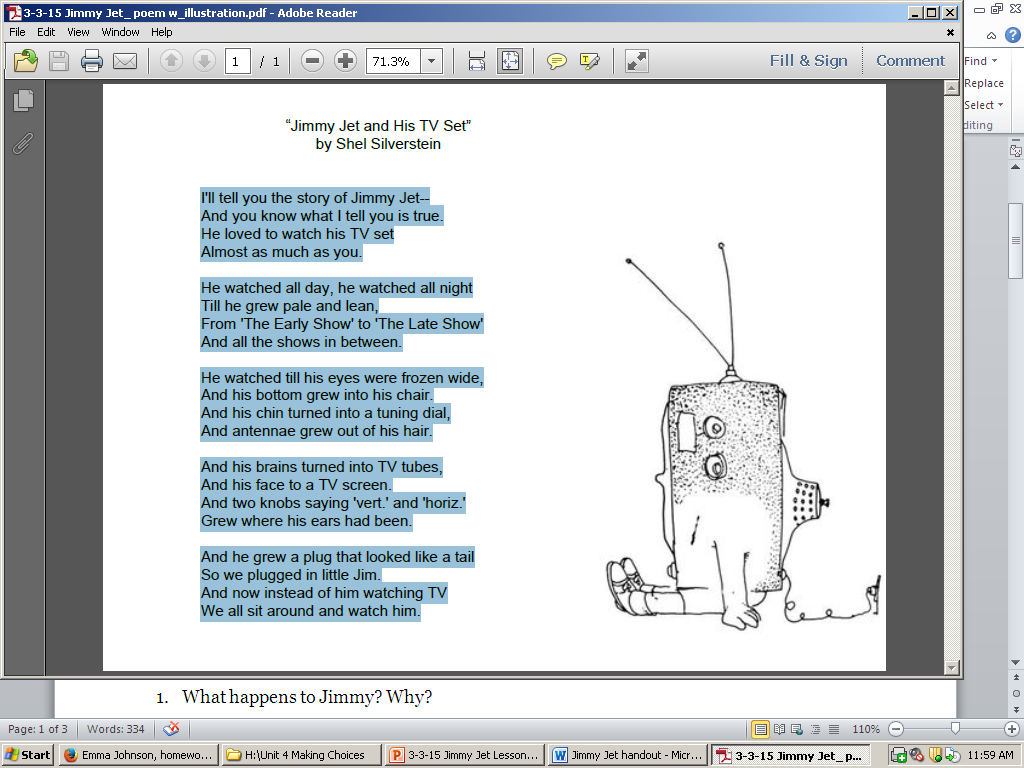 3-3-15 Jimmy Jet_ poem w_illustration.pdf - Adobe Reader
File Edit View Window Help
1 / 1 71.3% Fill & Sign Comment
Find
Replace
Select
diting
“Jimmy Jet and His TV Set”
by Shel Silverstein
I'll tell you the story of Jimmy Jet--
And you know what I tell you is true.
He loved to watch his TV set
Almost as much as you.
He watched all day, he watched all night
Till he grew pale and lean,
From 'The Early Show' to 'The Late Show'
And all the shows in between.
He watched till his eyes were frozen wide,
And his bottom grew into his chair.
And his chin turned into a tuning dial,
And antennae grew out of his hair.
And his brains turned into TV tubes,
And his face to a TV screen.
And two knobs saying 'vert.' and 'horiz.'
Grew where his ears had been.
And he grew a plug that looked like a tail
So we plugged in little Jim.
And now instead of him watching TV
We all sit around and watch him.
1. What happens to Jimmy? Why?
Page: 1 of 3 Words: 334 110%
Start Emma Johnson, homewo... H:\Unit 4 Making Choices 3-3-15 Jimmy Jet Lesson... Jimmy Jet handout - Micr... 3-3-15 Jimmy Jet_ p... 11:59 AM